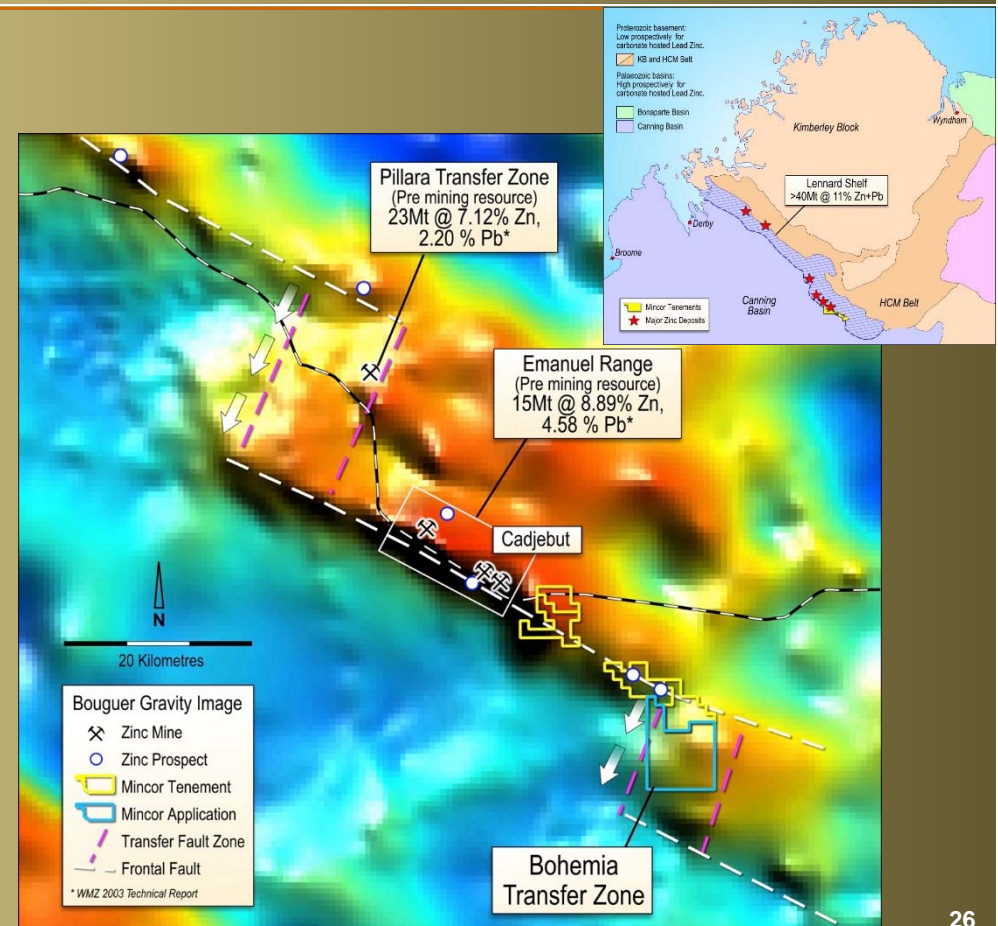 Proterozoic basement:
Low prospectively for
carbonate hosted Lead Zinc.
KB and HCM Belt
Palaeozoic basins:
High prospectively for
carbonate hosted Lead Zinc.
Bonaparte Basin
Canning Basin
Kimberley Block
Wyndham
Lennard Shelf
>40Mt @ 11% Zn+Pb
Derby
Broome
Canning
Basin
HCM Belt
Mincor Tenements
Major Zinc Deposits
Pillara Transfer Zone
(Pre mining resource)
23Mt @ 7.12% Zn,
2.20 % Pb*
Emanuel Range
(Pre mining resource)
15Mt @ 8.89% Zn,
4.58 % Pb*
Cadjebut
N
20 Kilometres
Bouguer Gravity Image
Zinc Mine
Zinc Prospect
Mincor Tenement
Mincor Application
Transfer Fault Zone
Frontal Fault
* WMZ 2003 Technical Report
Bohemia
Transfer Zone
26